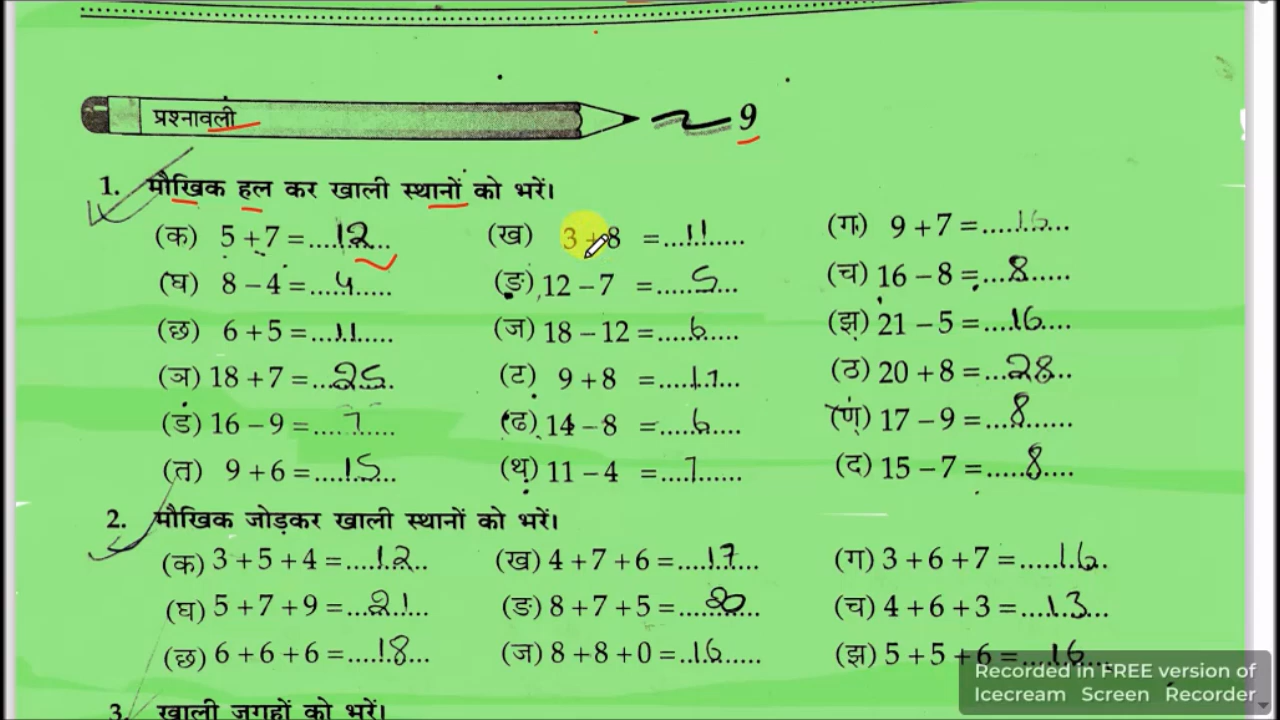 प्रश्नावली 9
1. मौखिक हल कर खाली स्थानों को भरें।
(क) 5 + 7 = ....12.... (ख) 3 + 8 = ....11....... (ग) 9 + 7 = .....16....
(घ) 8 – 4 = ....4..... (ङ) 12 – 7 = .......5.... (च) 16 – 8 = ....8.....
(छ) 6 + 5 = ....11..... (ज) 18 – 12 = .....6..... (झ) 21 – 5 = ....16....
(ञ) 18 + 7 = ...25.. (ट) 9 + 8 = .....17... (ठ) 20 + 8 = ...28...
(ड) 16 – 9 = ....7...... (ढ) 14 – 8 = .....6.... (ण) 17 – 9 = ....8......
(त) 9 + 6 = ....15... (थ) 11 – 4 = ....7....... (द) 15 – 7 = .....8....
2. मौखिक जोड़कर खाली स्थानों को भरें।
(क) 3 + 5 + 4 = ....12... (ख) 4 + 7 + 6 = ....17... (ग) 3 + 6 + 7 = .....16.
(घ) 5 + 7 + 9 = ...21... (ङ) 8 + 7 + 5 = ....20.... (च) 4 + 6 + 3 = ...13...
(छ) 6 + 6 + 6 = .....18... (ज) 8 + 8 + 0 = ..16..... (झ) 5 + 5 + 6 = ....16...
3. खाली जगहों को भरें।
Recorded in FREE version of
Icecream Screen Recorder